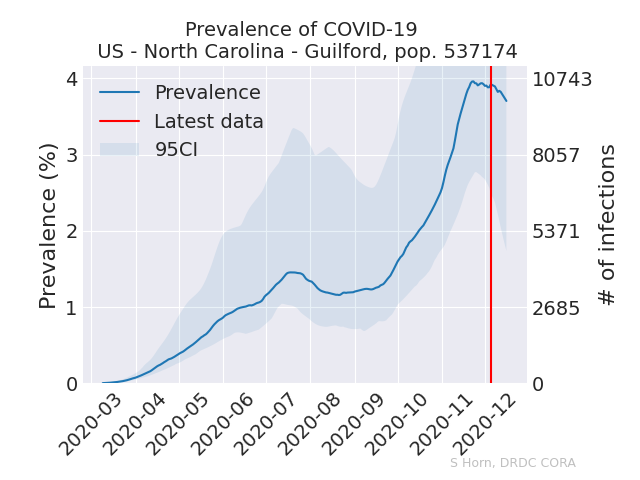 Prevalence of COVID-19
US - North Carolina - Guilford, pop. 537174
Prevalence
Latest data
95CI
Prevalence (%)
4
3
2
1
0
10743
8057
5371
2685
0
# of infections
2020-03
2020-04
2020-05
2020-06
2020-07
2020-08
2020-09
2020-10
2020-11
2020-12
S Horn, DRDC CORA